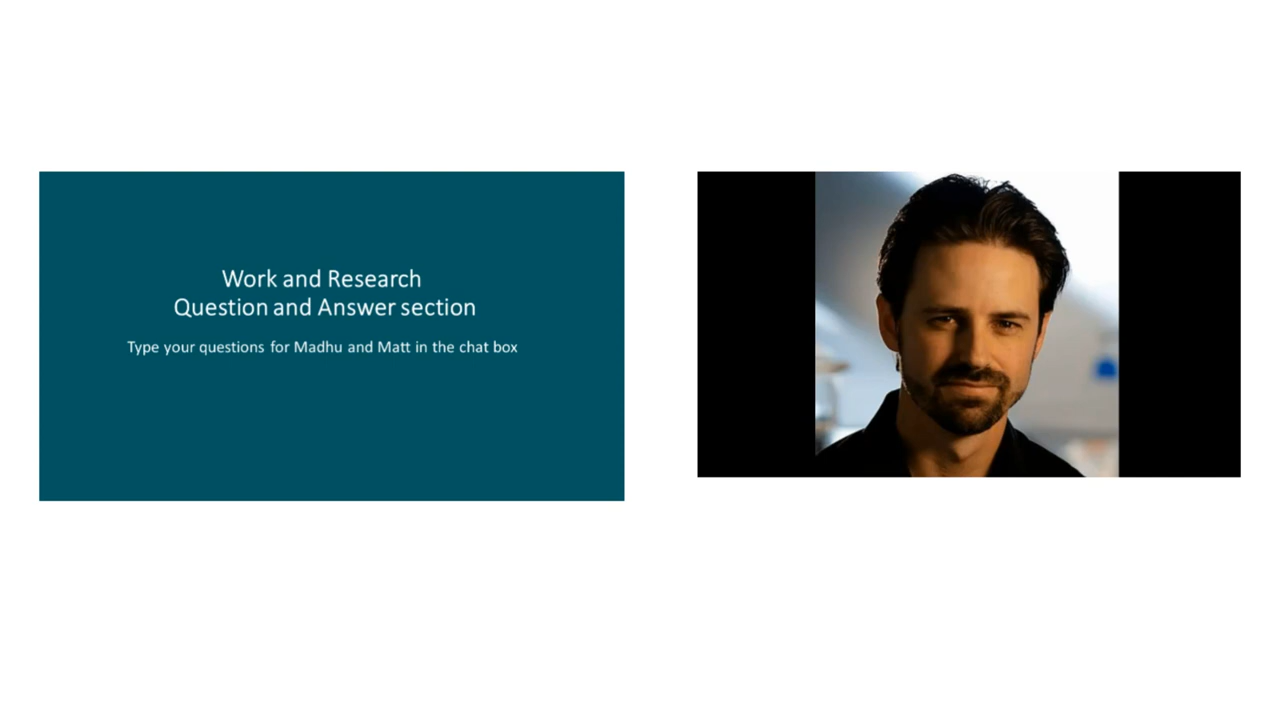 Work and Research
Question and Answer section
Type your questions for Madhu and Matt in the chat box